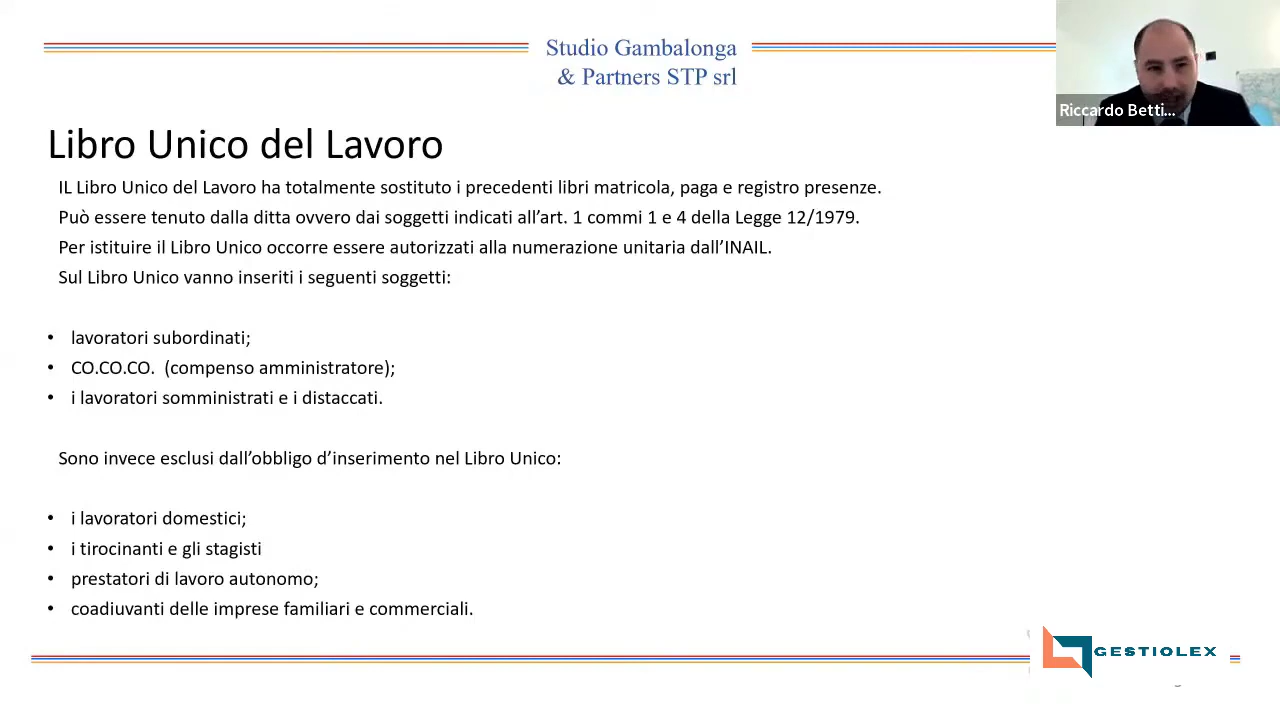 Studio Gambalonga
& Partners STP srl
Riccardo Betti...
Libro Unico del Lavoro
IL Libro Unico del Lavoro ha totalmente sostituto i precedenti libri matricola, paga e registro presenze.
Può essere tenuto dalla ditta ovvero dai soggetti indicati all’art. 1 commi 1 e 4 della Legge 12/1979.
Per istituire il Libro Unico occorre essere autorizzati alla numerazione unitaria dall’INAIL.
Sul Libro Unico vanno inseriti i seguenti soggetti:
• lavoratori subordinati;
• CO.CO.CO. (compenso amministratore);
• i lavoratori somministrati e i distaccati.
Sono invece esclusi dall’obbligo d’inserimento nel Libro Unico:
• i lavoratori domestici;
• i tirocinanti e gli stagisti
• prestatori di lavoro autonomo;
• coadiuvanti delle imprese familiari e commerciali.
GESTIOLEX